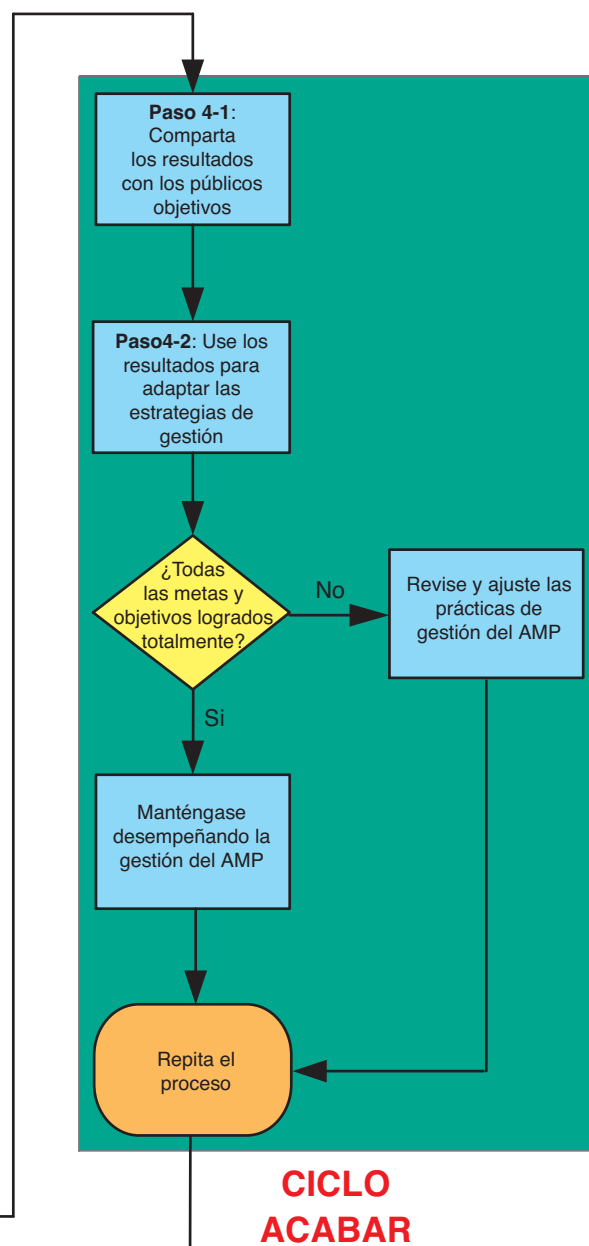 Paso 4-1:
Comparta
los resultados
con los públicos
objetivos
Paso4-2: Use los
resultados para
adaptar las
estrategias de
gestión
¿Todas
las metas y
objetivos logrados
totalmente?
No
Revise y ajuste las
prácticas de
gestión del AMP
Si
Manténgase
desempeñando la
gestión del AMP
Repita el
proceso
CICLO
ACABAR